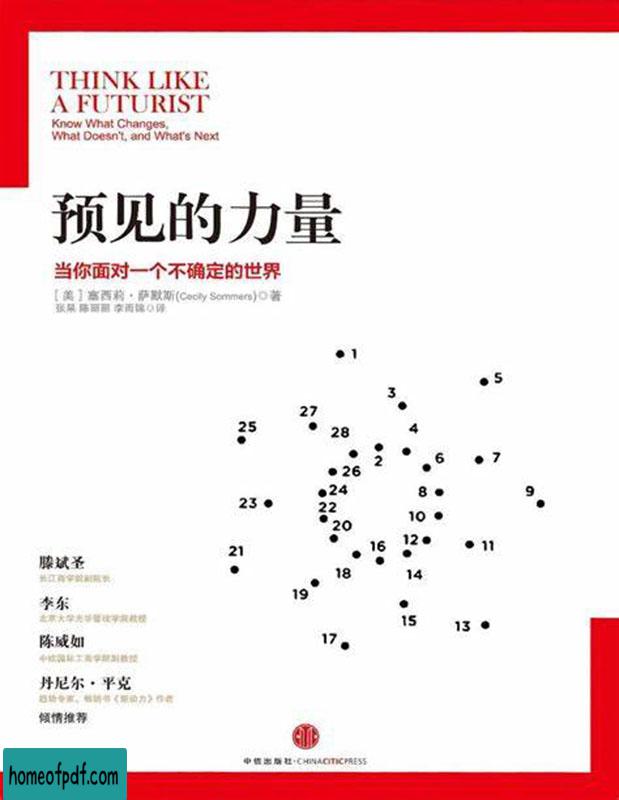 THINK LIKE
A FUTURIST
Know What Changes,
What Doesn't, and What's Next
预见的力量
当你面对一个不确定的世界
[美] 塞西莉·萨默斯(Cecily Sommers) 著
张杲 陈丽丽 李雨锦 译
1
5
3
27
25
28
4
2
6
7
26
24
8
9
23
22
10
20
12
11
21
16
18
14
19
15
13
17
滕斌圣
长江商学院副院长
李东
北京大学光华管理学院教授
陈威如
中欧国际工商学院副教授
丹尼尔·平克
趋势专家、畅销书《驱动力》作者
倾情推荐
中信出版社·CHINACITICPRESS
homeofpdf.com